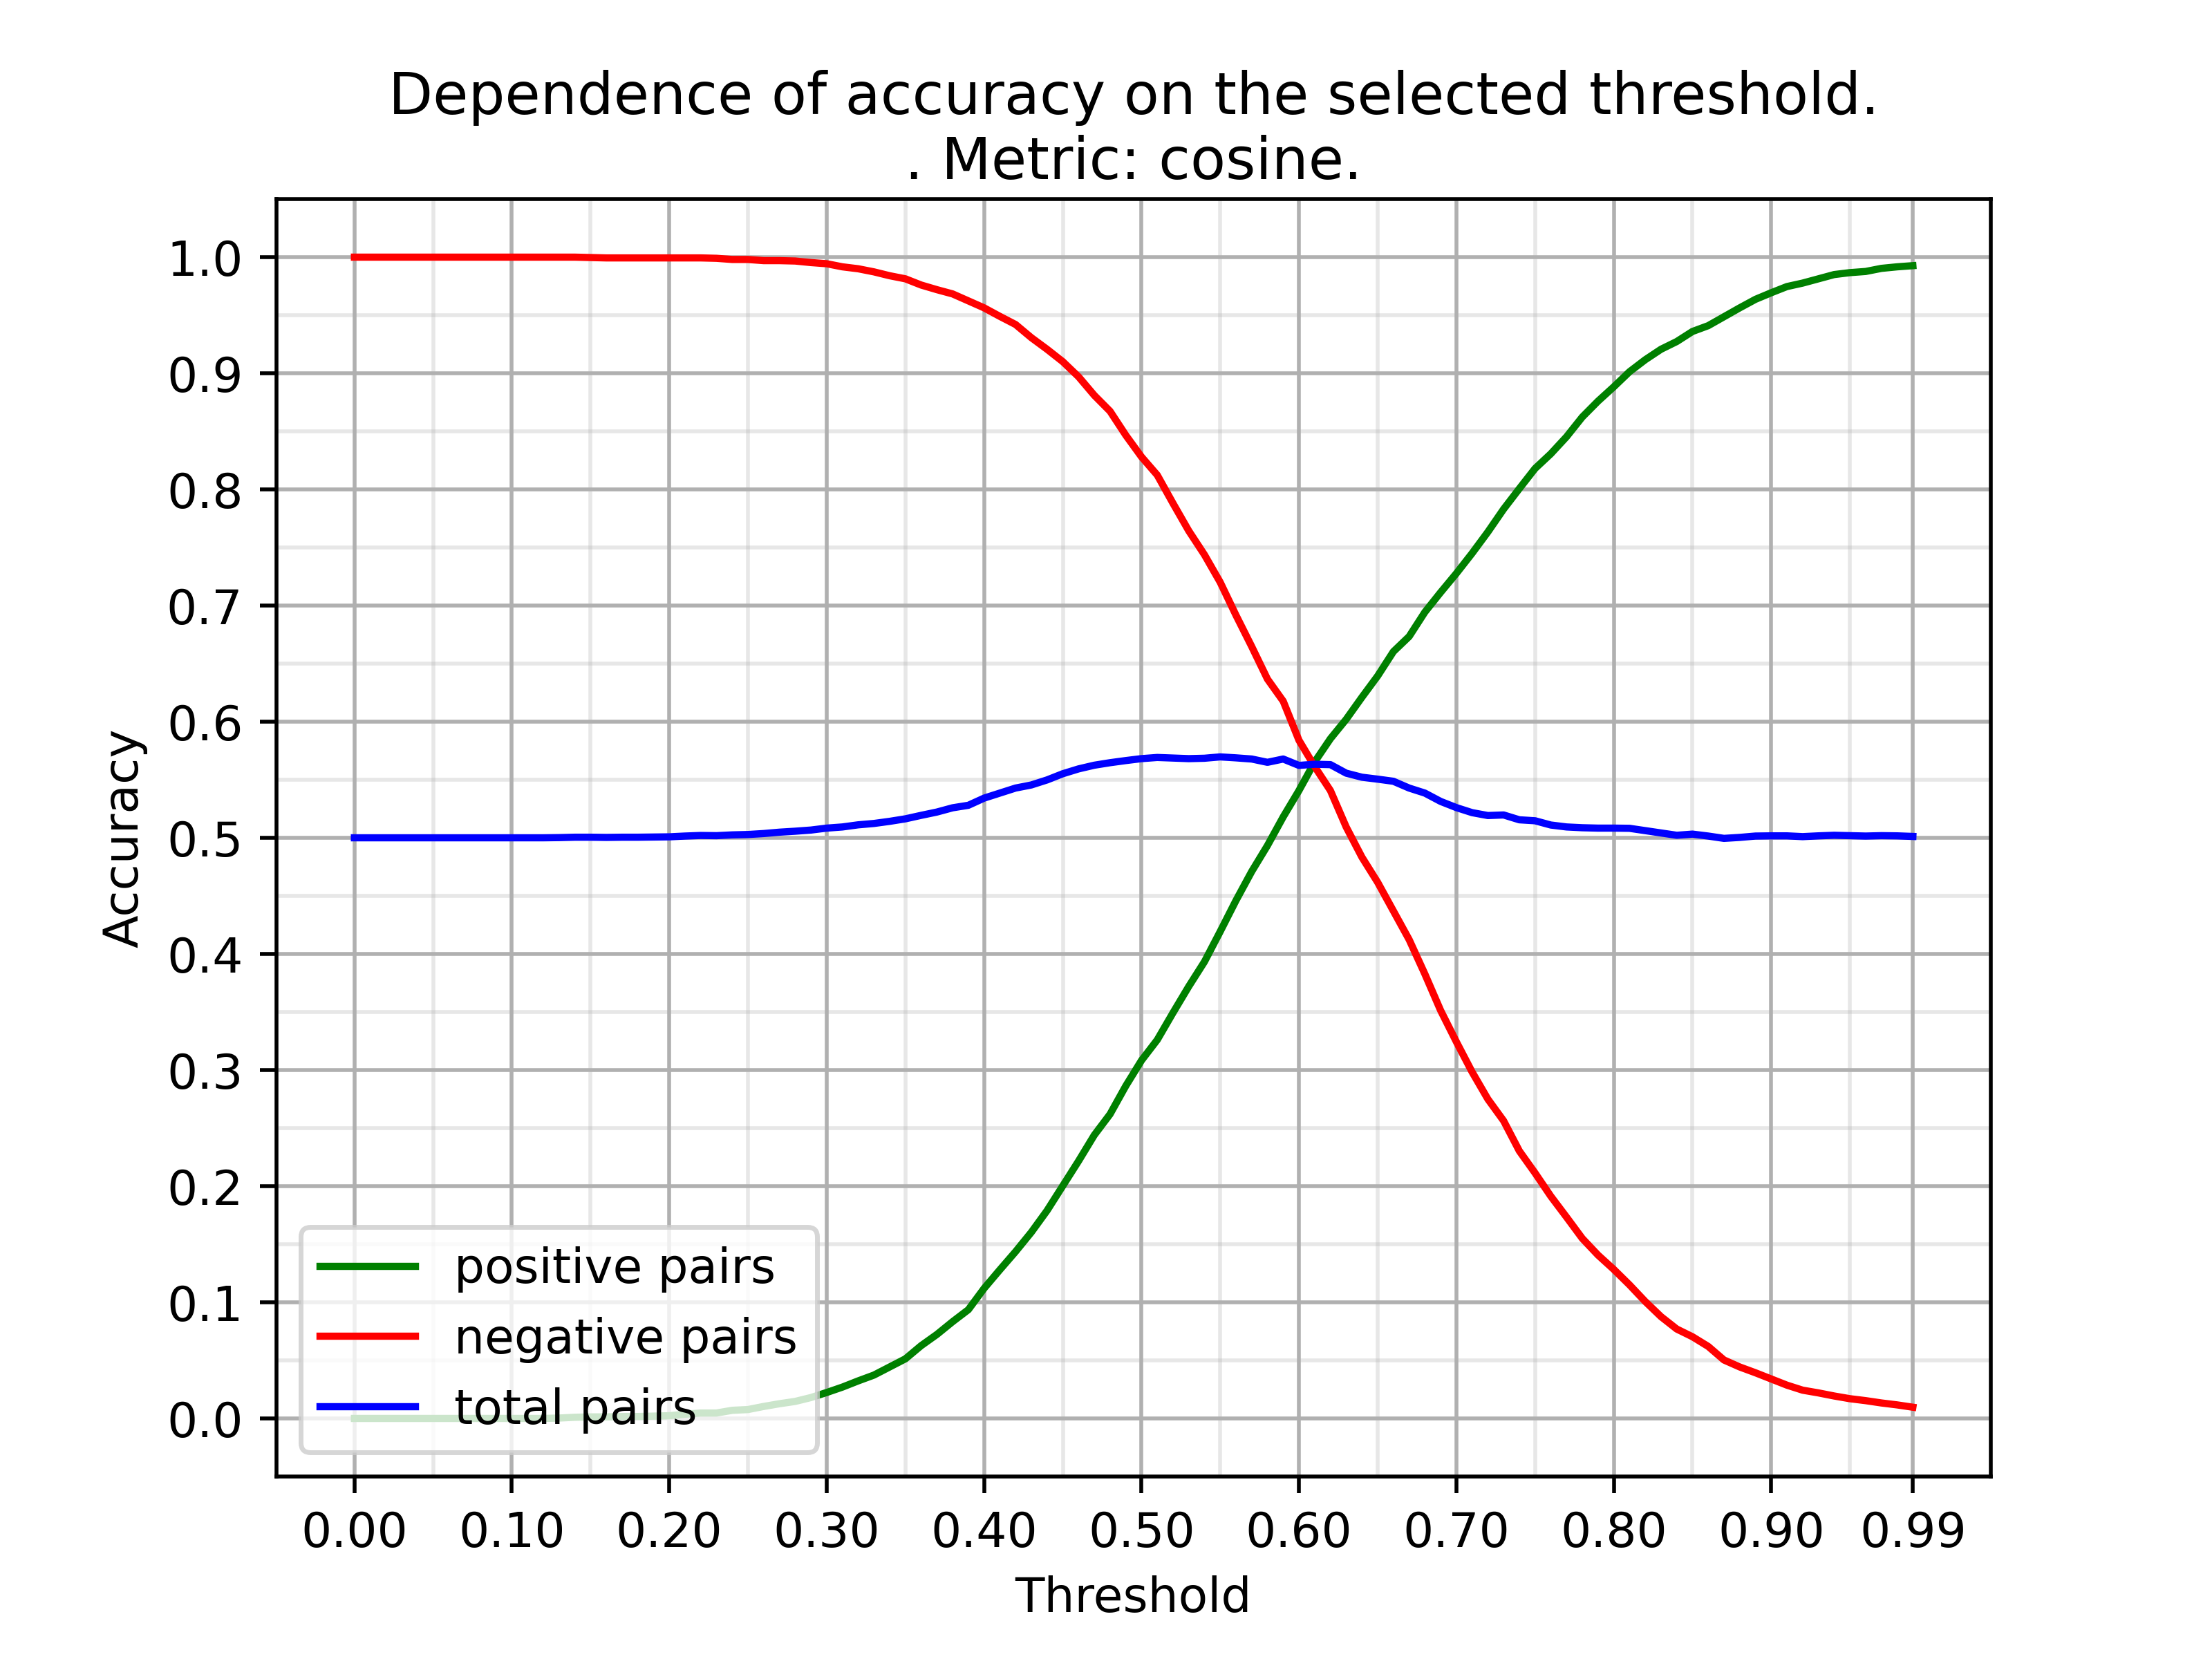 Dependence of accuracy on the selected threshold.
. Metric: cosine.
1.0
0.9
0.8
0.7
0.6
0.5
0.4
0.3
0.2
0.1
0.0
Accuracy
positive pairs
negative pairs
total pairs
0.00 0.10 0.20 0.30 0.40 0.50 0.60 0.70 0.80 0.90 0.99
Threshold